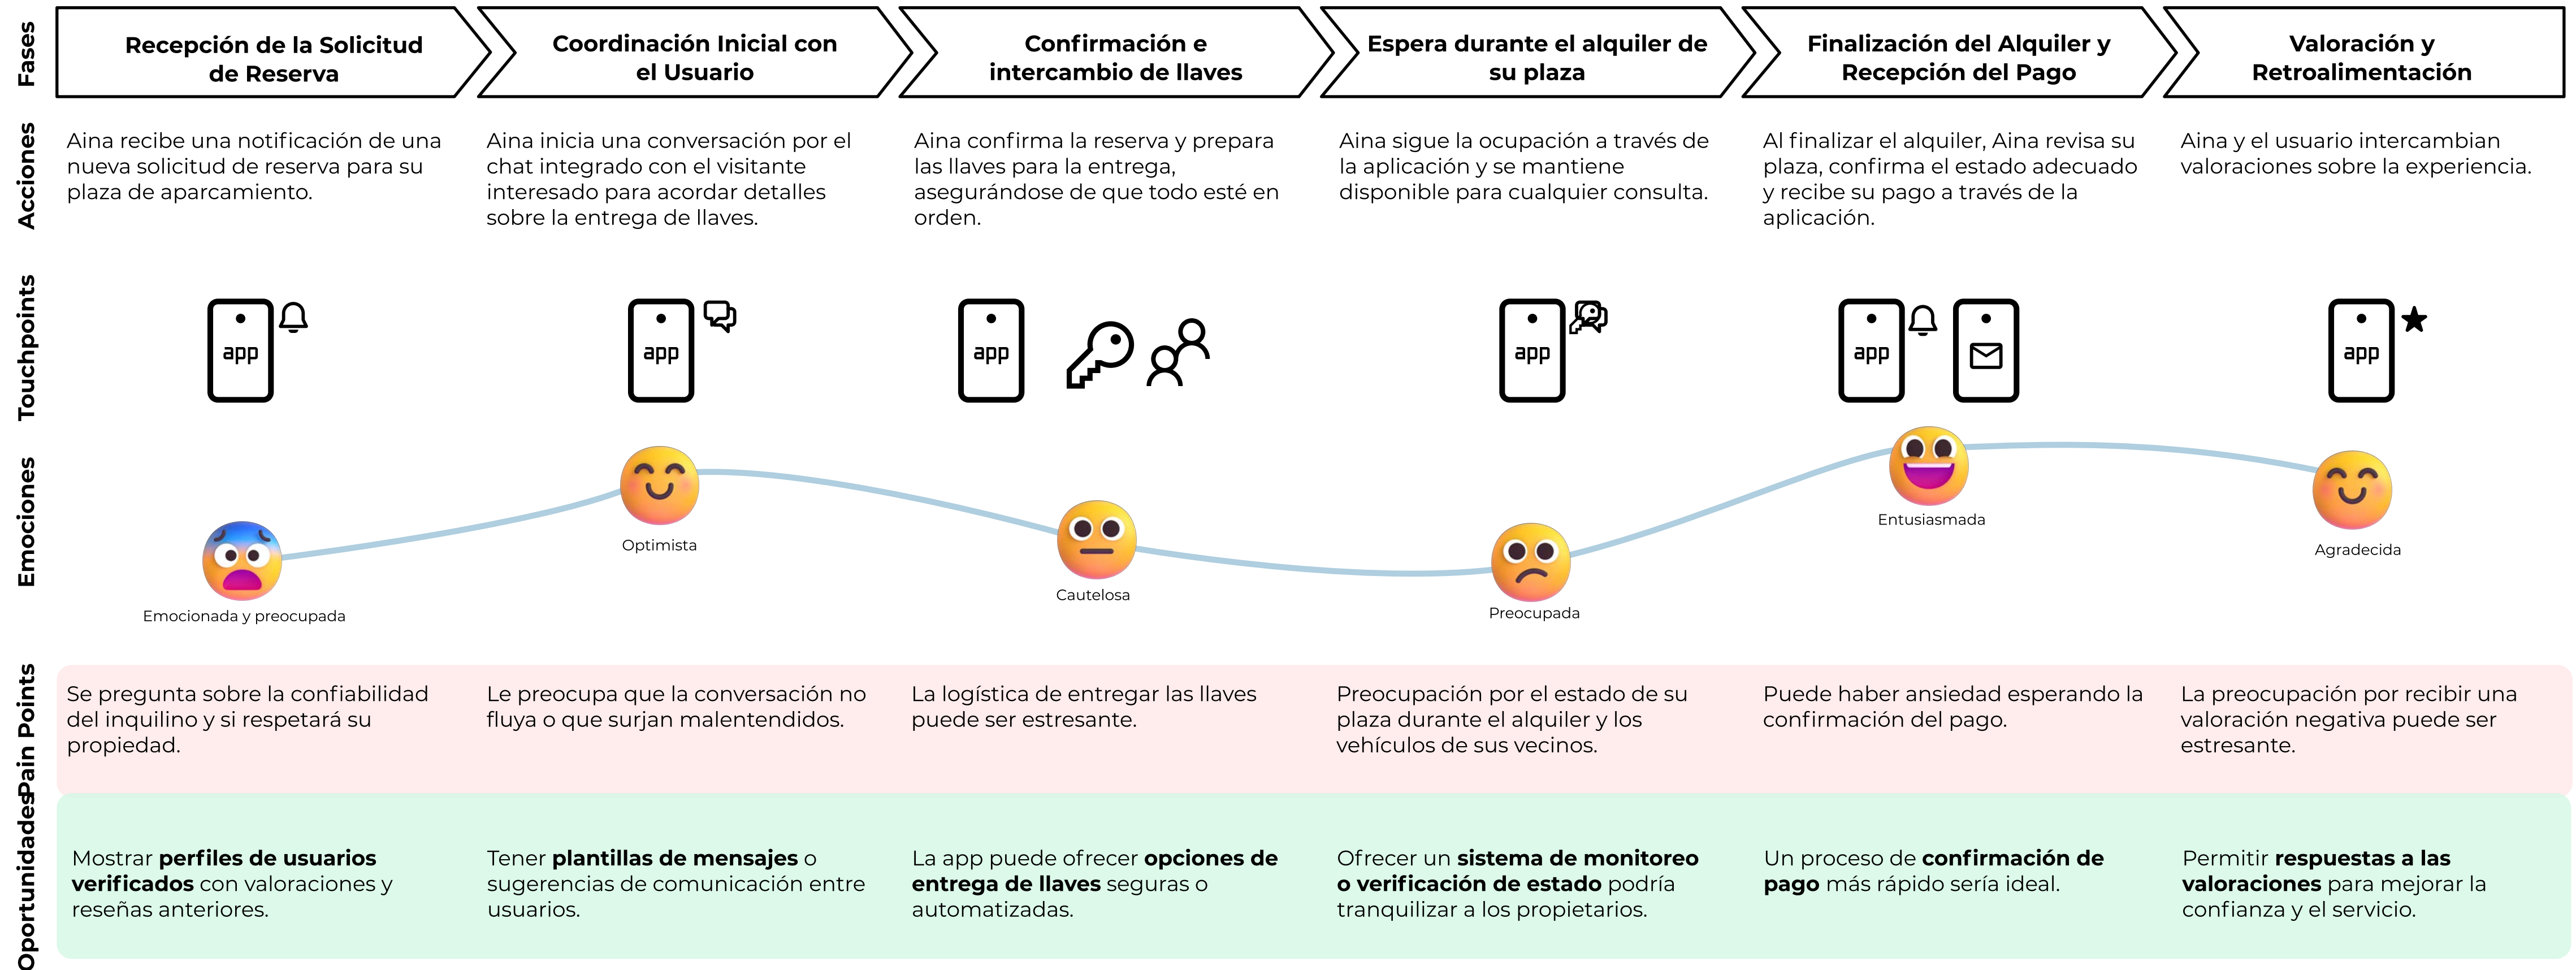 Fases
Recepción de la Solicitud
de Reserva
Coordinación Inicial con
el Usuario
Confirmación e
intercambio de llaves
Espera durante el alquiler de
su plaza
Finalización del Alquiler y
Recepción del Pago
Valoración y
Retroalimentación
Acciones
Aina recibe una notificación de una
nueva solicitud de reserva para su
plaza de aparcamiento.
Aina inicia una conversación por el
chat integrado con el visitante
interesado para acordar detalles
sobre la entrega de llaves.
Aina confirma la reserva y prepara
las llaves para la entrega,
asegurándose de que todo esté en
orden.
Aina sigue la ocupación a través de
la aplicación y se mantiene
disponible para cualquier consulta.
Al finalizar el alquiler, Aina revisa su
plaza, confirma el estado adecuado
y recibe su pago a través de la
aplicación.
Aina y el usuario intercambian
valoraciones sobre la experiencia.
Touchpoints
app
app
app
app
app
app
Emociones
Emocionada y preocupada
Optimista
Cautelosa
Preocupada
Entusiasmada
Agradecida
Pain Points
Se pregunta sobre la confiabilidad
del inquilino y si respetará su
propiedad.
Le preocupa que la conversación no
fluya o que surjan malentendidos.
La logística de entregar las llaves
puede ser estresante.
Preocupación por el estado de su
plaza durante el alquiler y los
vehículos de sus vecinos.
Puede haber ansiedad esperando la
confirmación del pago.
La preocupación por recibir una
valoración negativa puede ser
estresante.
Oportunidades
Mostrar perfiles de usuarios
verificados con valoraciones y
reseñas anteriores.
Tener plantillas de mensajes o
sugerencias de comunicación entre
usuarios.
La app puede ofrecer opciones de
entrega de llaves seguras o
automatizadas.
Ofrecer un sistema de monitoreo
o verificación de estado podría
tranquilizar a los propietarios.
Un proceso de confirmación de
pago más rápido sería ideal.
Permitir respuestas a las
valoraciones para mejorar la
confianza y el servicio.